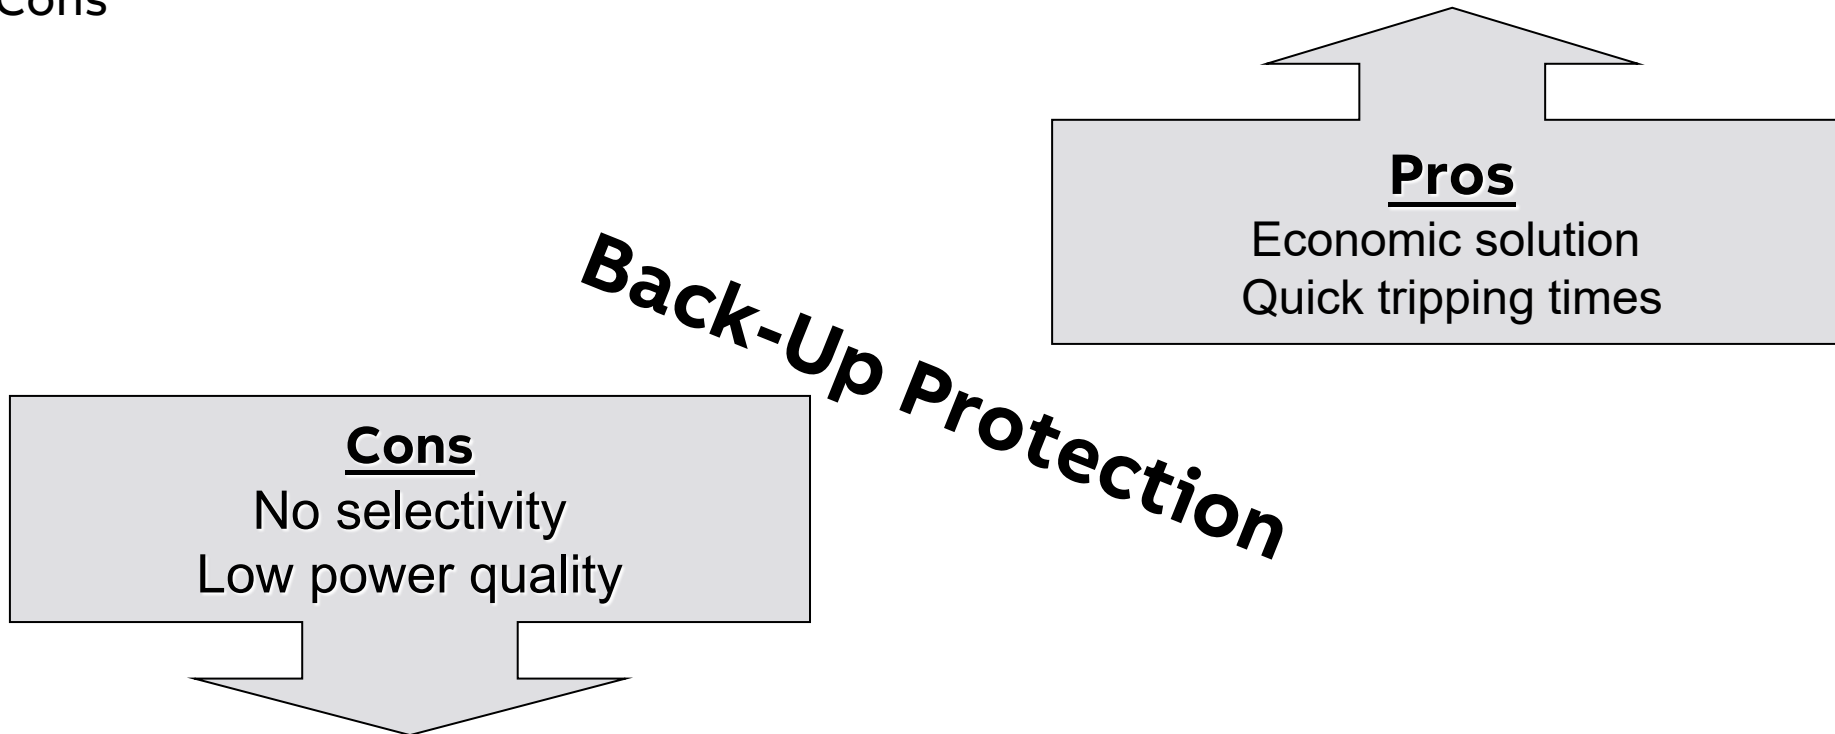 Cons
Pros
Economic solution
Quick tripping times
Back-Up Protection
Cons
No selectivity
Low power quality